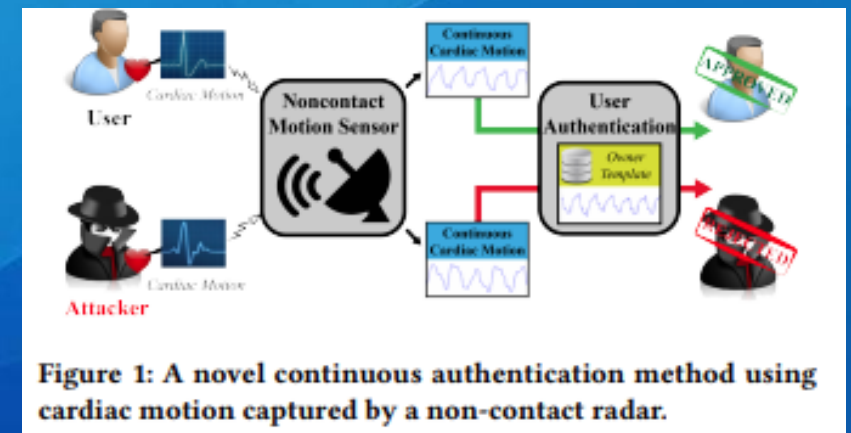 Continuous
Cardiac Motion
APPROVED
Cardiac Motion
User
Noncontact
Motion Sensor
User
Authentication
Owner
Template
Continuous
Cardiac Motion
Cardiac Motion
Attacker
Figure 1: A novel continuous authentication method using
cardiac motion captured by a non-contact radar.